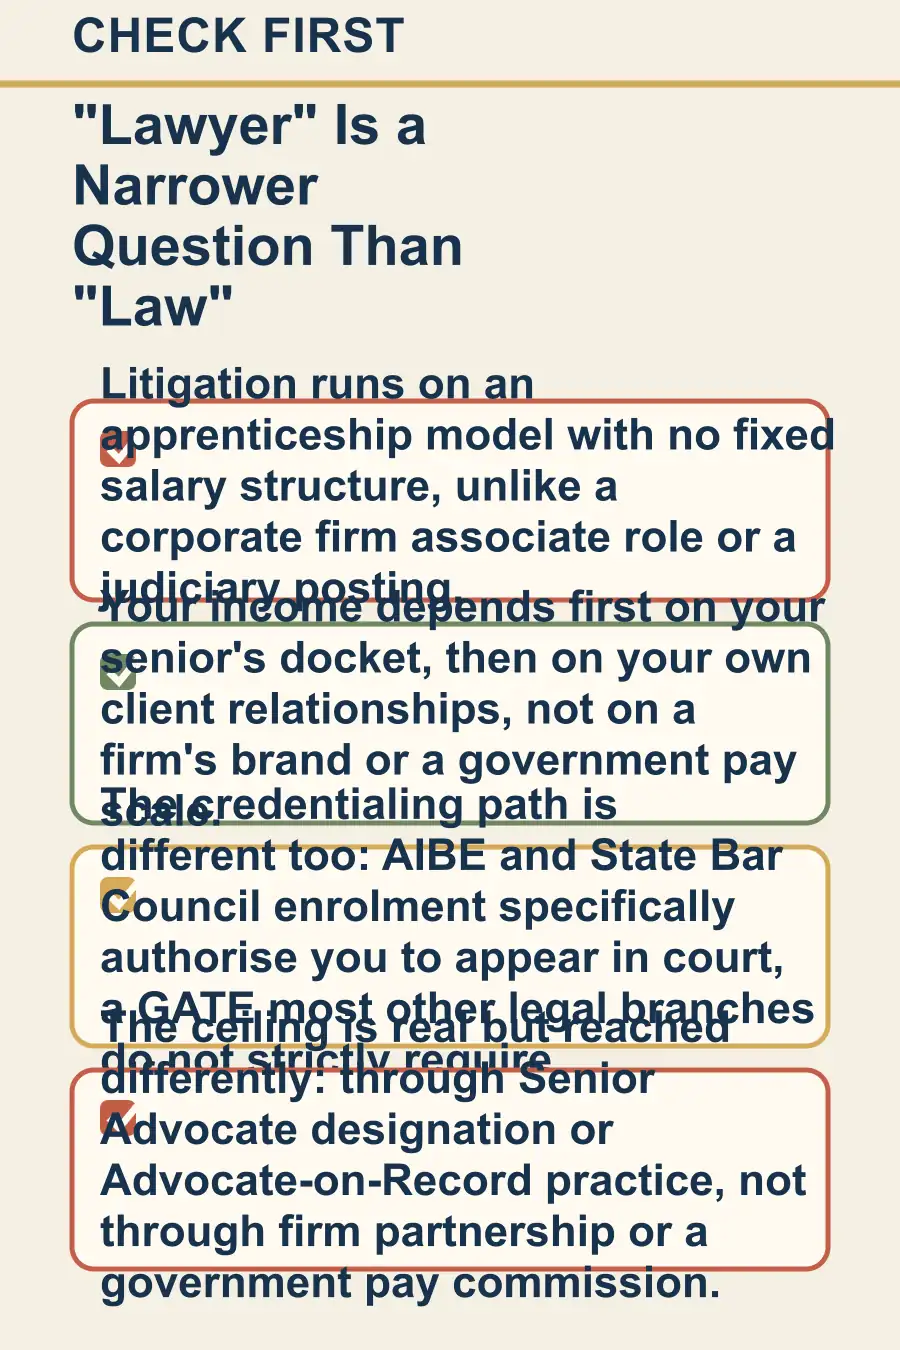 CHECK FIRST
"Lawyer" Is a
Narrower
Question Than
"Law"
Litigation runs on an
apprenticeship model with no fixed
salary structure, unlike a
corporate firm associate role or a
judiciary posting.
Your income depends first on your
senior's docket, then on your own
client relationships, not on a
firm's brand or a government pay
scale.
The credentialing path is
different too: AIBE and State Bar
Council enrolment specifically
authorise you to appear in court,
a GATE most other legal branches
do not strictly require.
The ceiling is real but reached
differently: through Senior
Advocate designation or
Advocate-on-Record practice, not
through firm partnership or a
government pay commission.